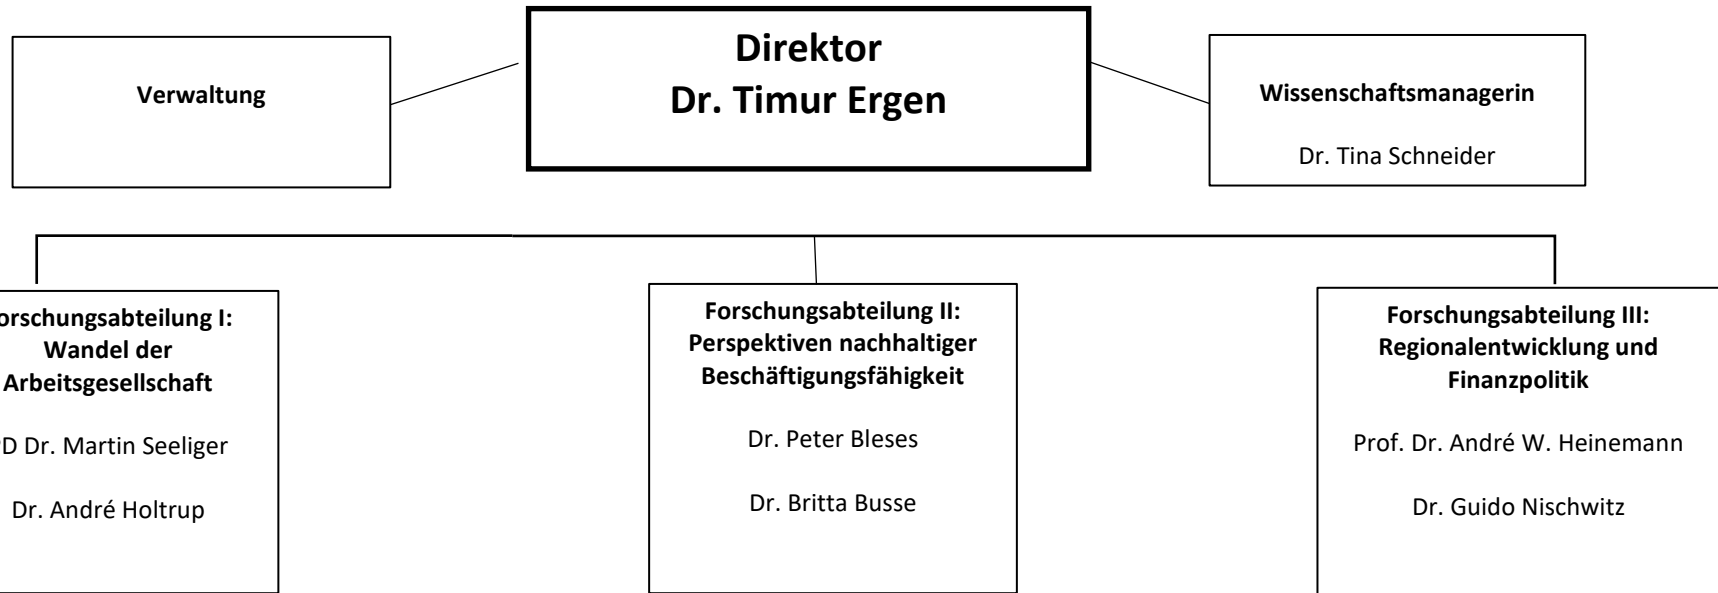 Direktor
Dr. Timur Ergen
Verwaltung
Wissenschaftsmanagerin
Dr. Tina Schneider
orschungsabteilung I:
Wandel der
Arbeitsgesellschaft
D Dr. Martin Seeliger
Dr. André Holtrup
Forschungsabteilung II:
Perspektiven nachhaltiger
Beschäftigungsfähigkeit
Dr. Peter Bleses
Dr. Britta Busse
Forschungsabteilung III:
Regionalentwicklung und
Finanzpolitik
Prof. Dr. André W. Heinemann
Dr. Guido Nischwitz